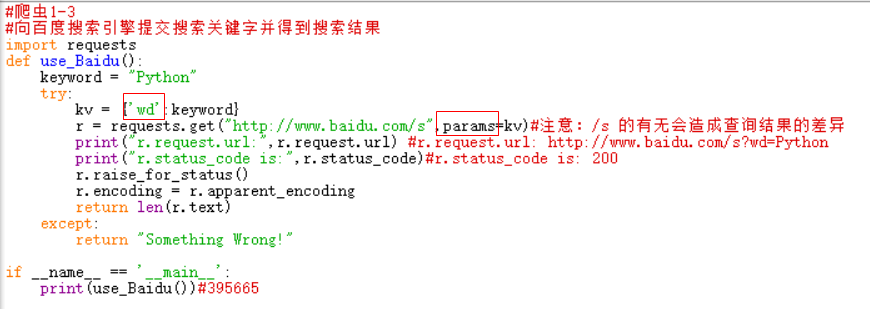 #爬虫1-3
#向百度搜索引擎提交搜索关键字并得到搜索结果
import requests
def use_Baidu():
    keyword = "Python"
    try:
        kv = {'wd':keyword}
        r = requests.get("http://www.baidu.com/s",params=kv)#注意：/s 的有无会造成查询结果的差异
        print("r.request.url:",r.request.url) #r.request.url: http://www.baidu.com/s?wd=Python
        print("r.status_code is:",r.status_code)#r.status_code is: 200
        r.raise_for_status()
        r.encoding = r.apparent_encoding
        return len(r.text)
    except:
        return "Something Wrong!"
if __name__ == '__main__':
    print(use_Baidu())#395665